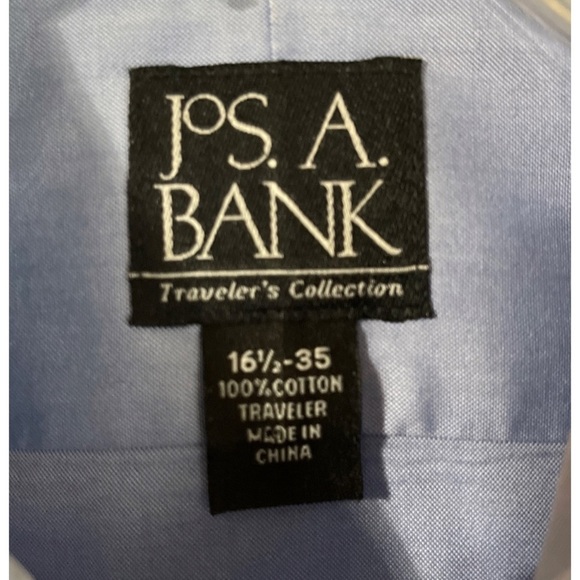 JoS. A.
BANK
Traveler's Collection
16½-35
100% COTTON
TRAVELER
MADE IN
CHINA